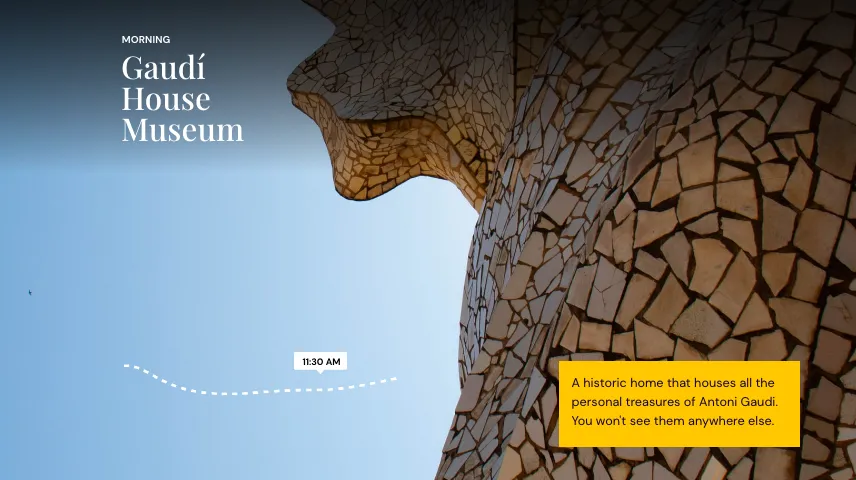 MORNING
Gaudí
House
Museum
11:30 AM
A historic home that houses all the
personal treasures of Antoni Gaudi.
You won't see them anywhere else.